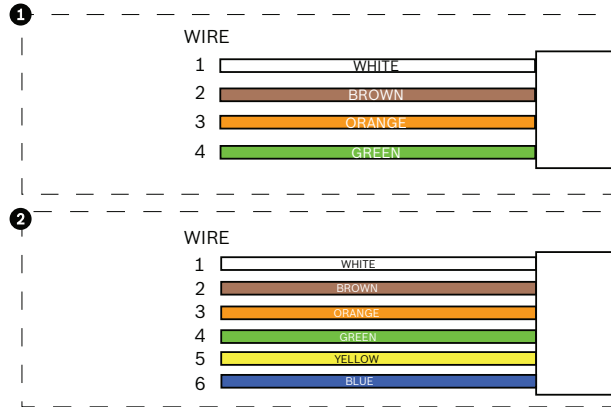 1
WIRE
1 WHITE
2 BROWN
3 ORANGE
4 GREEN
2
WIRE
1 WHITE
2 BROWN
3 ORANGE
4 GREEN
5 YELLOW
6 BLUE